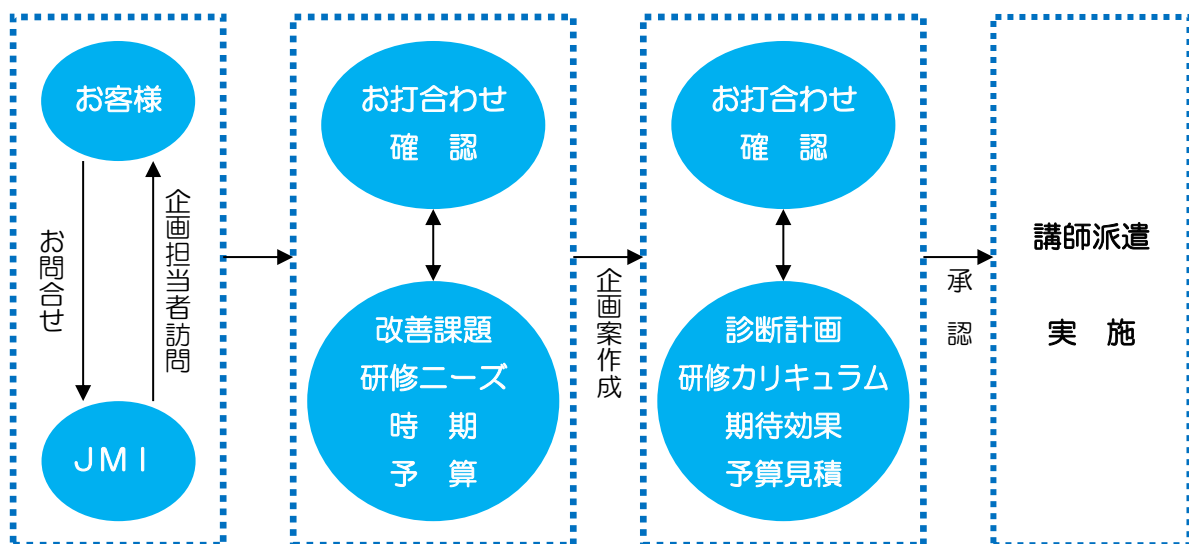 お客様
お問合せ
企画担当者訪問
JMI
お打合わせ
確 認
改善課題
研修ニーズ
時 期
予 算
企画案作成
お打合わせ
確 認
診断計画
研修カリキュラム
期待効果
予算見積
承 認
講師派遣
実 施